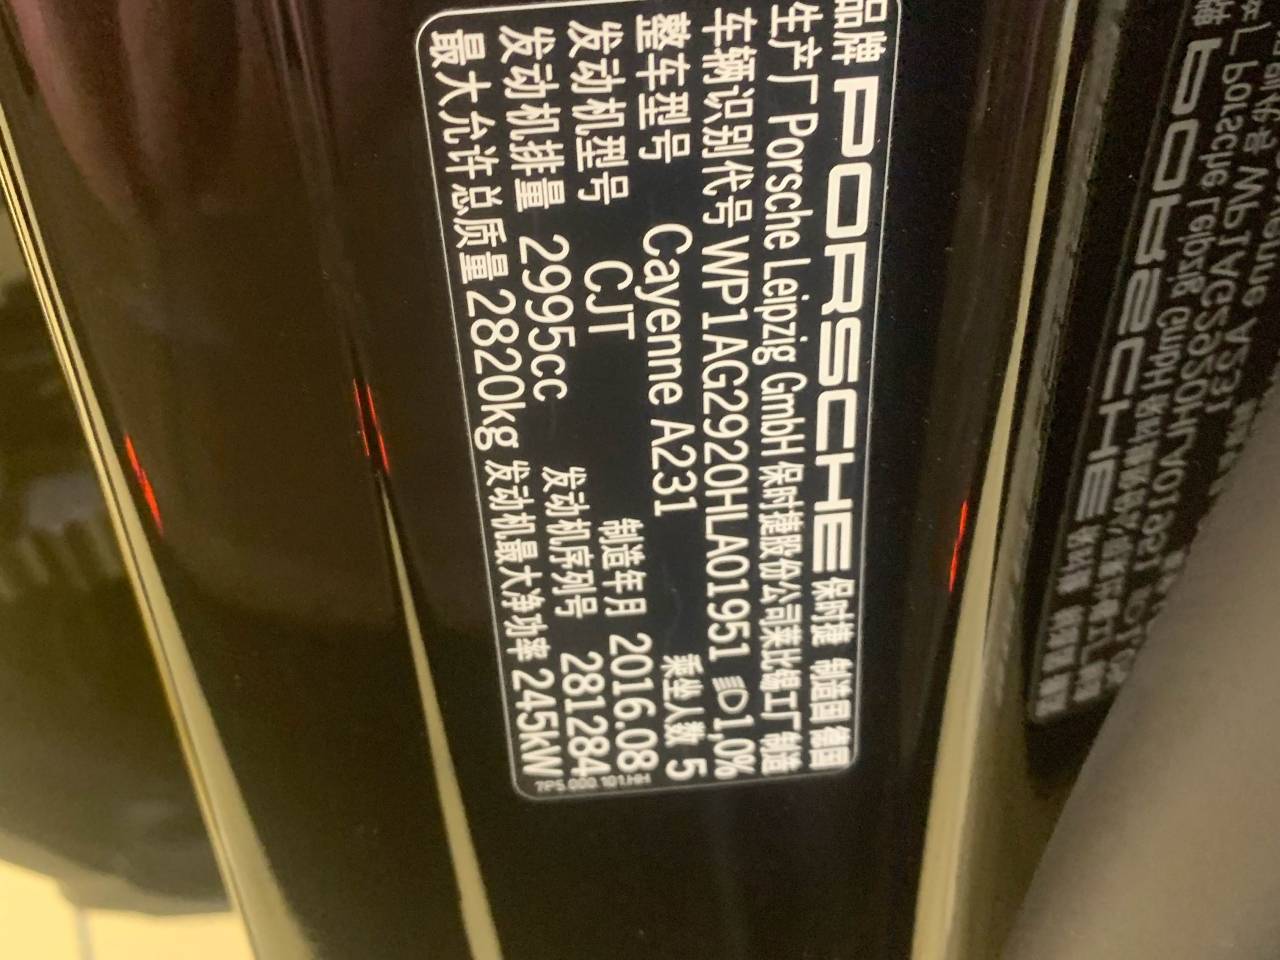 品牌 PORSCHE 保时捷 制造国 德国
生产厂 Porsche Leipzig GmbH 保时捷股份公司莱比锡工厂制造
车辆识别代号 WP1AG2920HLA01951 1,0%
整车型号 Cayenne A231 乘坐人数 5
发动机型号 CJT 制造年月 2016.08
发动机排量 2995cc 发动机序列号 281284
最大允许总质量 2820kg 发动机最大净功率 245kW
7P5.000.101.HH